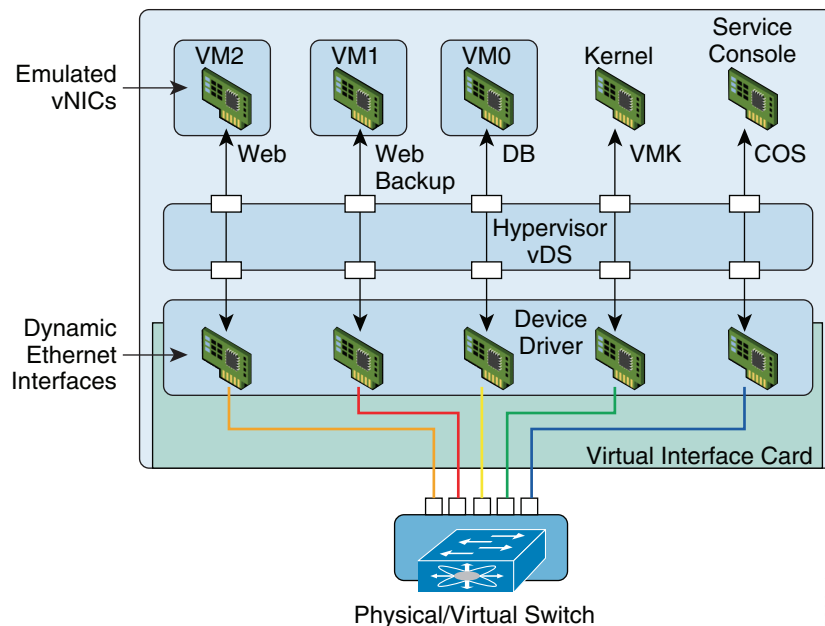 Emulated
vNICs
VM2
VM1
VM0
Kernel
Service
Console
Web
Web
Backup
DB
VMK
COS
Hypervisor
vDS
Dynamic
Ethernet
Interfaces
Device
Driver
Virtual Interface Card
Physical/Virtual Switch